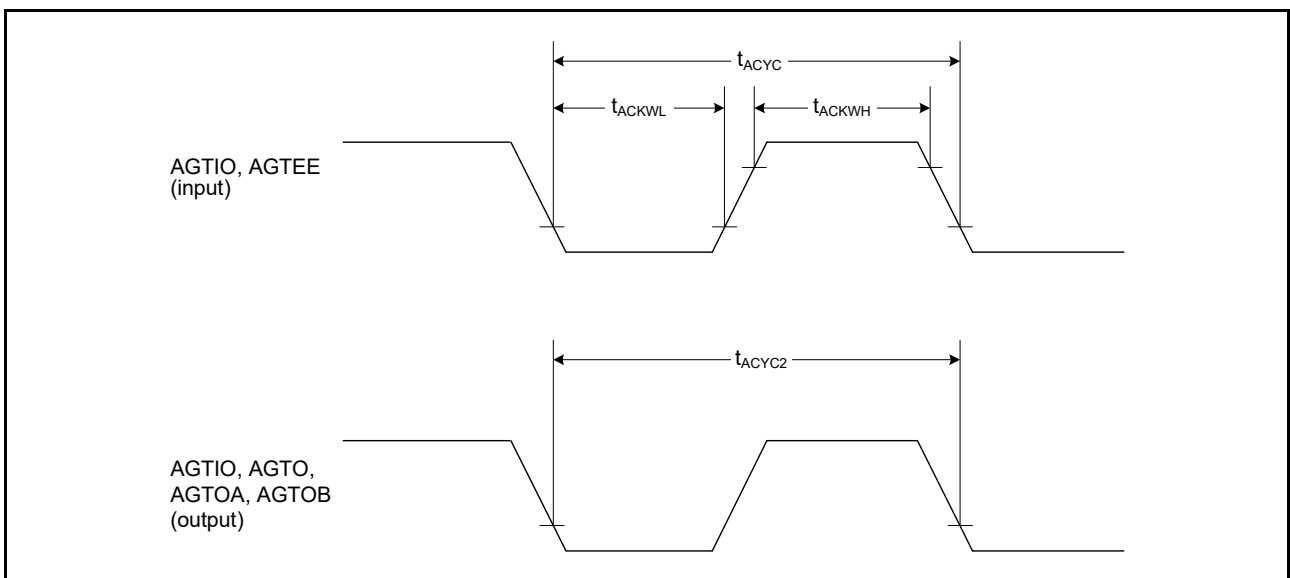 tACYC
tACKWL
tACKWH
AGTIO, AGTEE
(input)
tACYC2
AGTIO, AGTO,
AGTOA, AGTOB
(output)